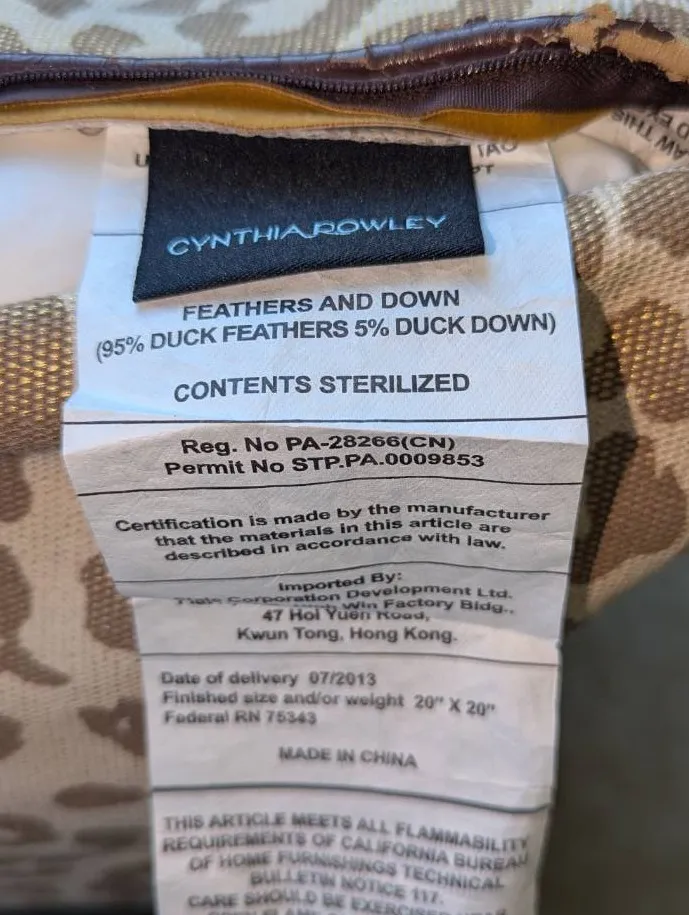 TAG
CYNTHIA ROWLEY
FEATHERS AND DOWN
(95% DUCK FEATHERS 5% DUCK DOWN)
CONTENTS STERILIZED
Reg. No PA-28266(CN)
Permit No STP.PA.0009853
Certification is made by the manufacturer
that the materials in this article are
described in accordance with law.
Imported By:
Corporation Development Ltd.
Win Factory Bldg.,
47 Hoi Yuen Road,
Kwun Tong, Hong Kong.
Date of delivery 07/2013
Finished size and/or weight 20" X 20"
Federal RN 75343
MADE IN CHINA
THIS ARTICLE MEETS ALL FLAMMABILITY
REQUIREMENTS OF CALIFORNIA BUREAU
OF HOME FURNISHINGS TECHNICAL
BULLETIN NOTICE 117.
CARE SHOULD BE